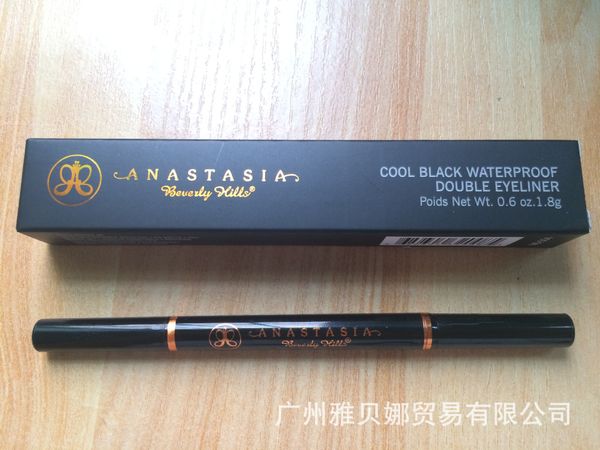 ANASTASIA
Beverly Hills®
COOL BLACK WATERPROOF
DOUBLE EYELINER
Poids Net Wt. 0.6 oz.1.8g
ANASTASIA
Beverly Hills®
广州雅贝娜贸易有限公司